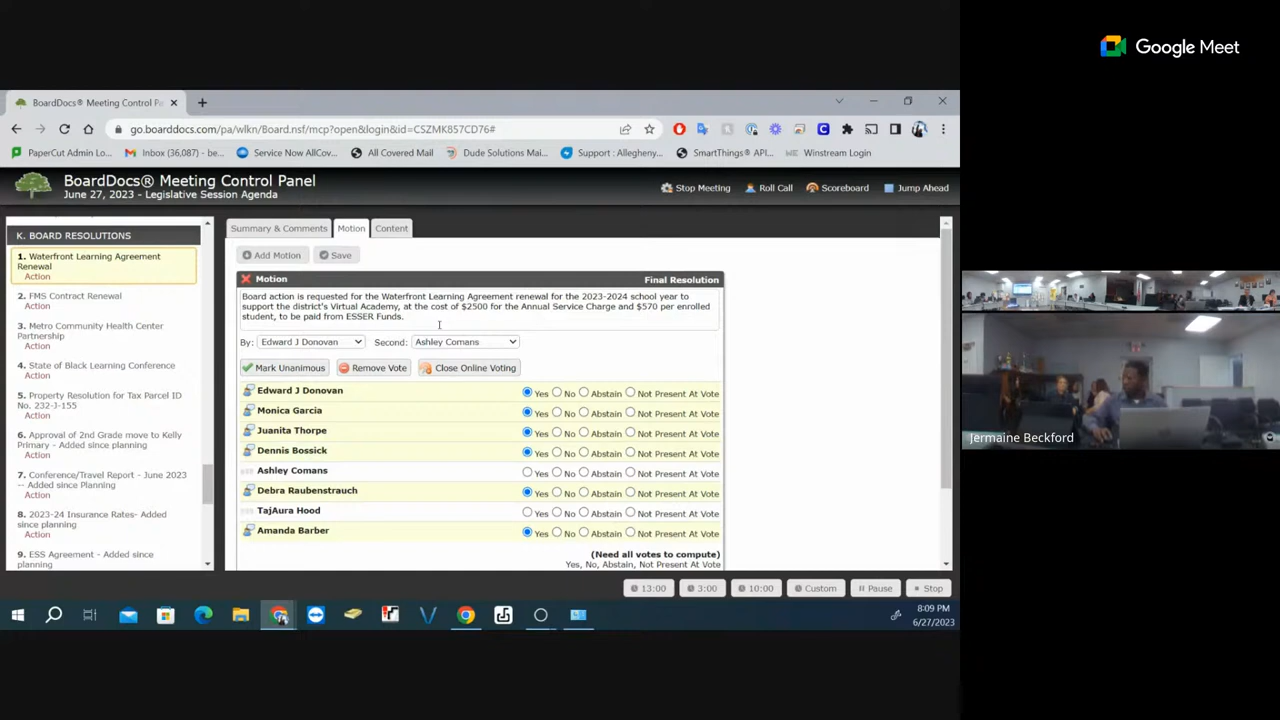 Google Meet
BoardDocs® Meeting Control Pa
go.boarddocs.com/pa/wlkn/Board.nsf/mcp?open&login&id=CSZMK857CD76#
PaperCut Admin Lo...
Inbox (36,087) - be...
Service Now AllCov...
All Covered Mail
Dude Solutions Mai...
Support : Allegheny...
SmartThings® API...
Winstream Login
BoardDocs® Meeting Control Panel
June 27, 2023 - Legislative Session Agenda
Stop Meeting
Roll Call
Scoreboard
Jump Ahead
K. BOARD RESOLUTIONS
1. Waterfront Learning Agreement
Renewal
Action
2. FMS Contract Renewal
Action
3. Metro Community Health Center
Partnership
Action
4. State of Black Learning Conference
Action
5. Property Resolution for Tax Parcel ID
No. 232-J-155
Action
6. Approval of 2nd Grade move to Kelly
Primary - Added since planning
Action
7. Conference/Travel Report - June 2023
-- Added since Planning
Action
8. 2023-24 Insurance Rates- Added
since planning
Action
9. ESS Agreement - Added since
planning
Summary & Comments
Motion
Content
Add Motion
Save
Motion
Final Resolution
Board action is requested for the Waterfront Learning Agreement renewal for the 2023-2024 school year to
support the district's Virtual Academy, at the cost of $2500 for the Annual Service Charge and $570 per enrolled
student, to be paid from ESSER Funds.
By: Edward J Donovan Second: Ashley Comans
Mark Unanimous
Remove Vote
Close Online Voting
Edward J Donovan Yes No Abstain Not Present At Vote
Monica Garcia Yes No Abstain Not Present At Vote
Juanita Thorpe Yes No Abstain Not Present At Vote
Dennis Bossick Yes No Abstain Not Present At Vote
Ashley Comans Yes No Abstain Not Present At Vote
Debra Raubenstrauch Yes No Abstain Not Present At Vote
TajAura Hood Yes No Abstain Not Present At Vote
Amanda Barber Yes No Abstain Not Present At Vote
(Need all votes to compute)
Yes, No, Abstain, Not Present At Vote
13:00
3:00
10:00
Custom
Pause
Stop
8:09 PM
6/27/2023
Jermaine Beckford